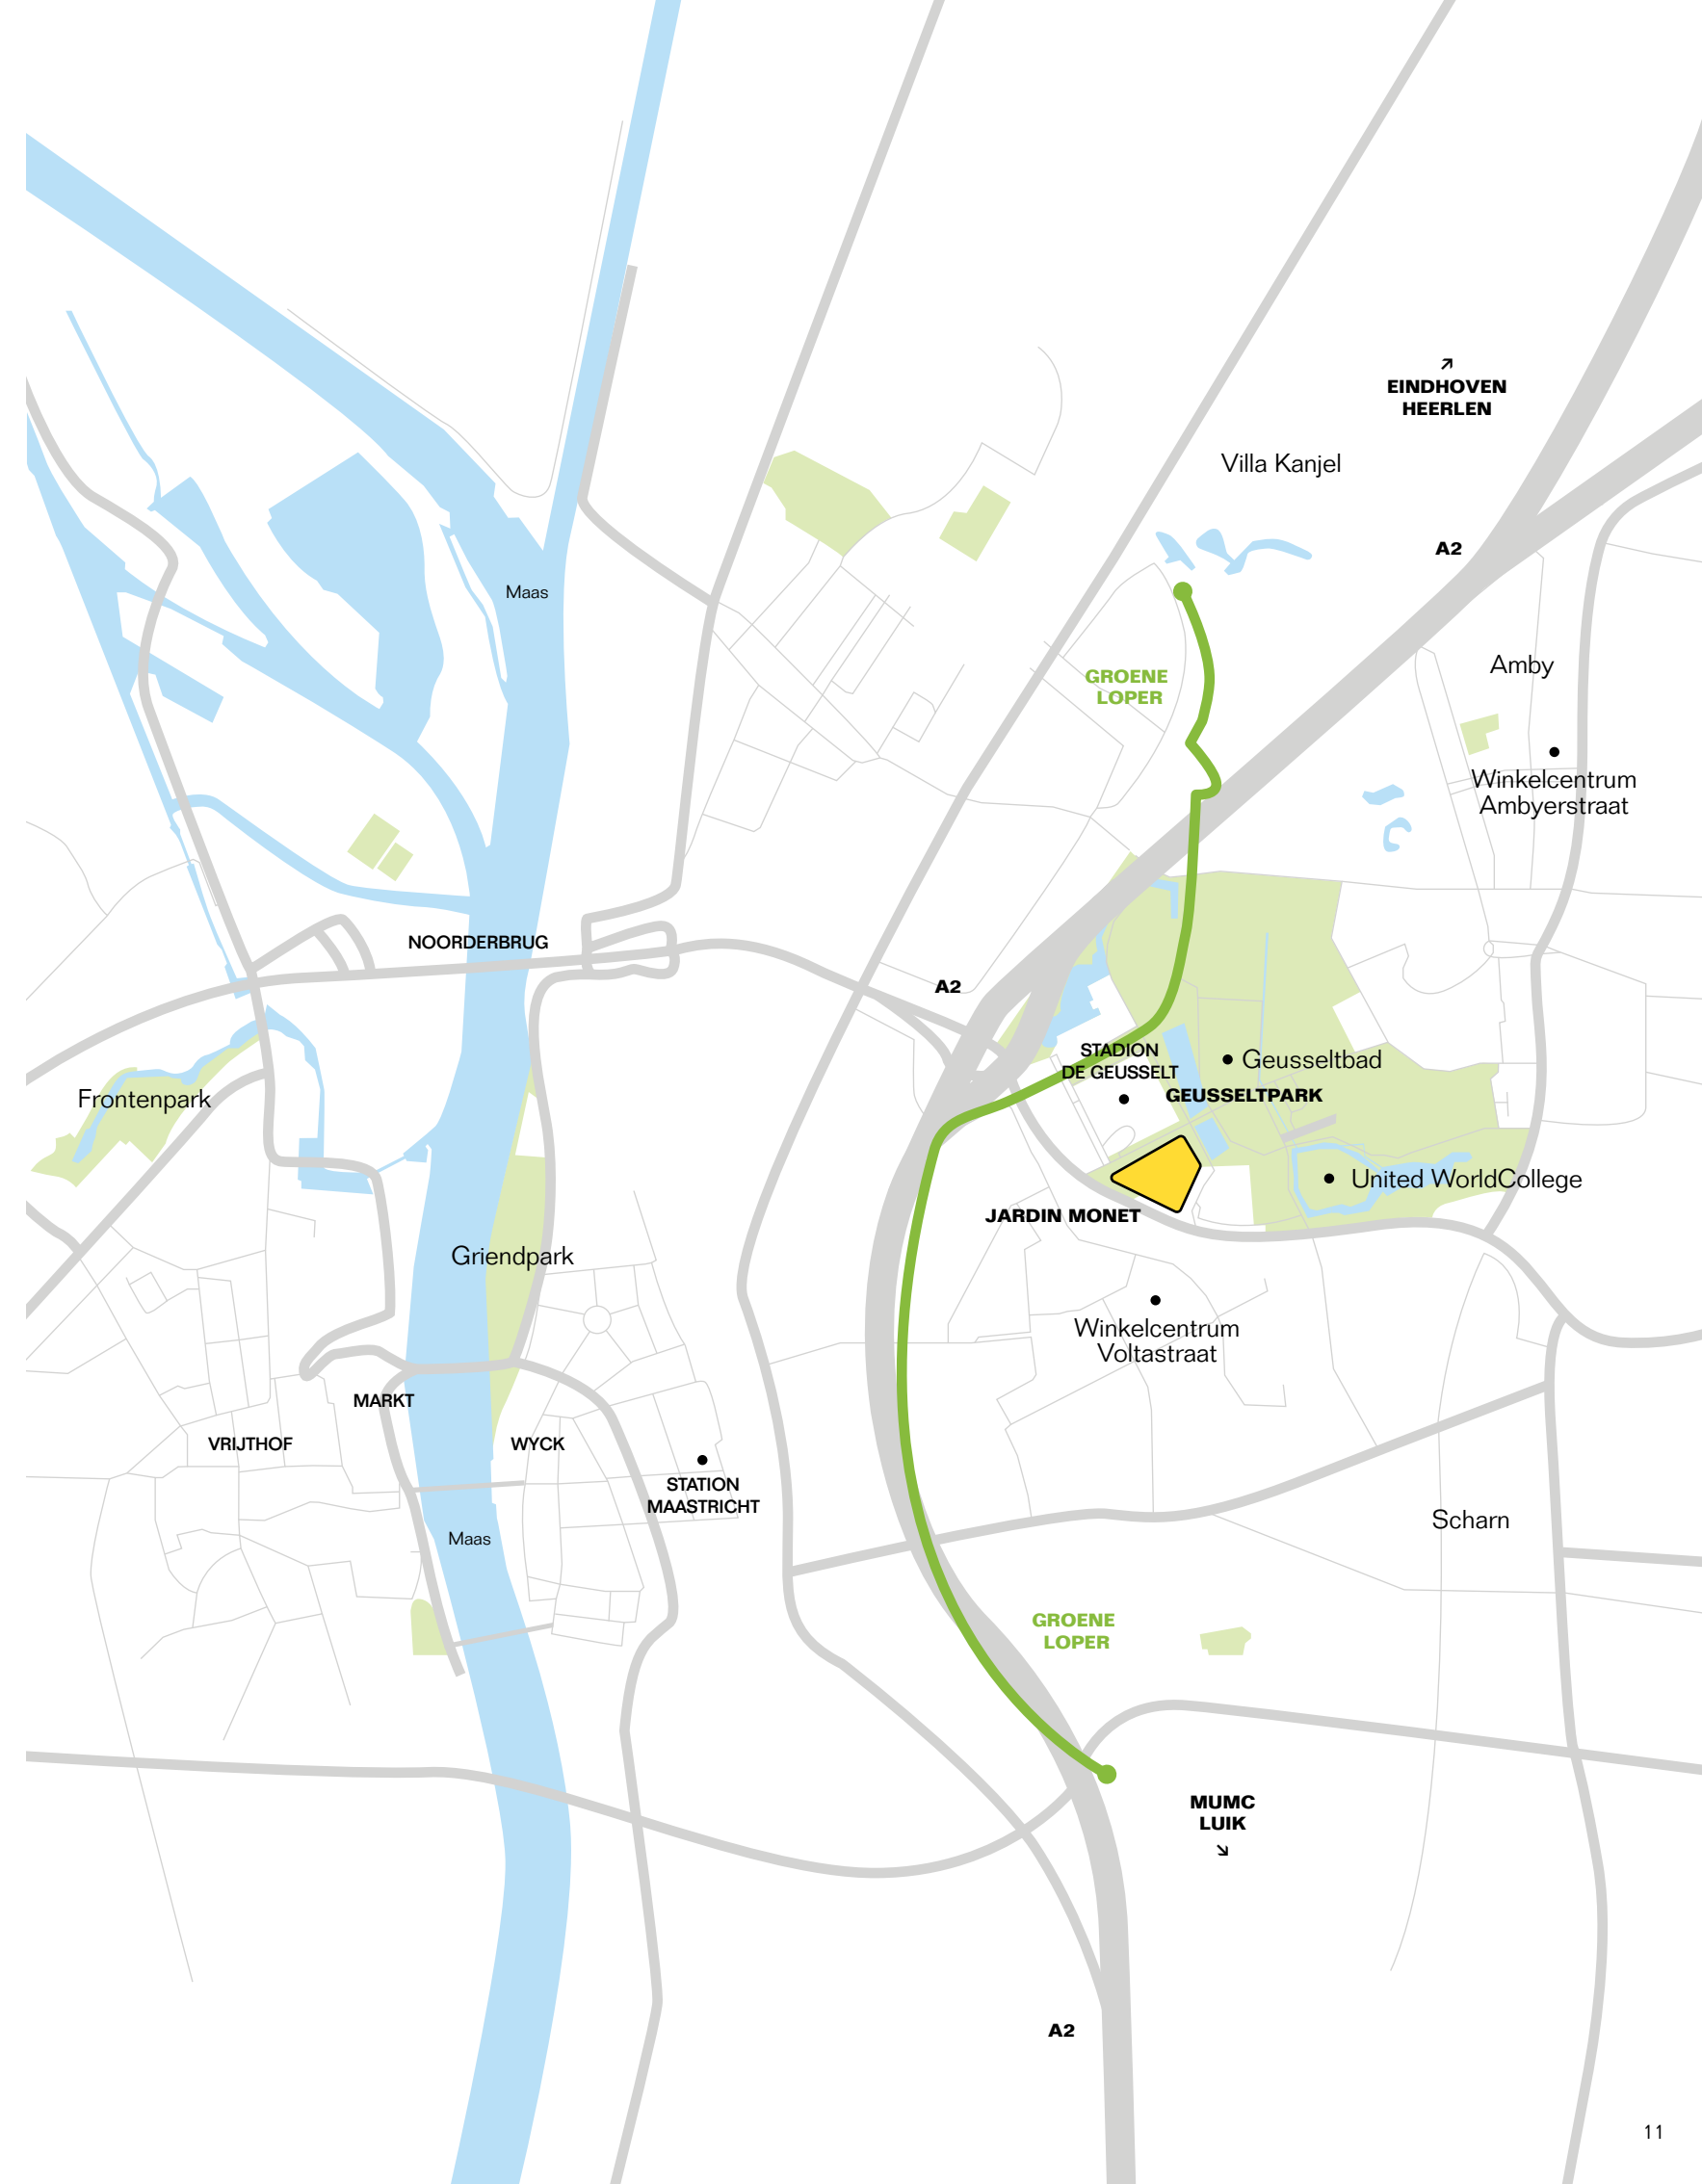 EINDHOVEN
HEERLEN
Villa Kanjel
A2
Maas
Amby
GROENE
LOPER
Winkelcentrum
Ambyerstraat
NOORDERBRUG
A2
STADION
DE GEUSSELT
Geusseltbad
GEUSSELTPARK
Frontenpark
United WorldCollege
JARDIN MONET
Griendpark
Winkelcentrum
Voltastraat
MARKT
VRIJTHOF
WYCK
STATION
MAASTRICHT
Scharn
Maas
GROENE
LOPER
MUMC
LUIK
A2
11